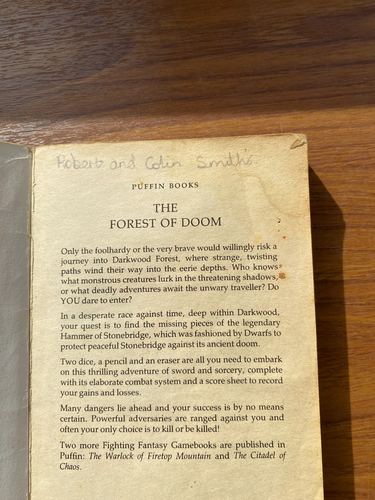 Robert and Colin Smith
PUFFIN BOOKS
THE
FOREST OF DOOM
Only the foolhardy or the very brave would willingly risk a
journey into Darkwood Forest, where strange, twisting
paths wind their way into the eerie depths. Who knows
what monstrous creatures lurk in the threatening shadows,
or what deadly adventures await the unwary traveller? Do
YOU dare to enter?
In a desperate race against time, deep within Darkwood,
your quest is to find the missing pieces of the legendary
Hammer of Stonebridge, which was fashioned by Dwarfs to
protect peaceful Stonebridge against its ancient doom.
Two dice, a pencil and an eraser are all you need to embark
on this thrilling adventure of sword and sorcery, complete
with its elaborate combat system and a score sheet to record
your gains and losses.
Many dangers lie ahead and your success is by no means
certain. Powerful adversaries are ranged against you and
often your only choice is to kill or be killed!
Two more Fighting Fantasy Gamebooks are published in
Puffin: The Warlock of Firetop Mountain and The Citadel of
Chaos.